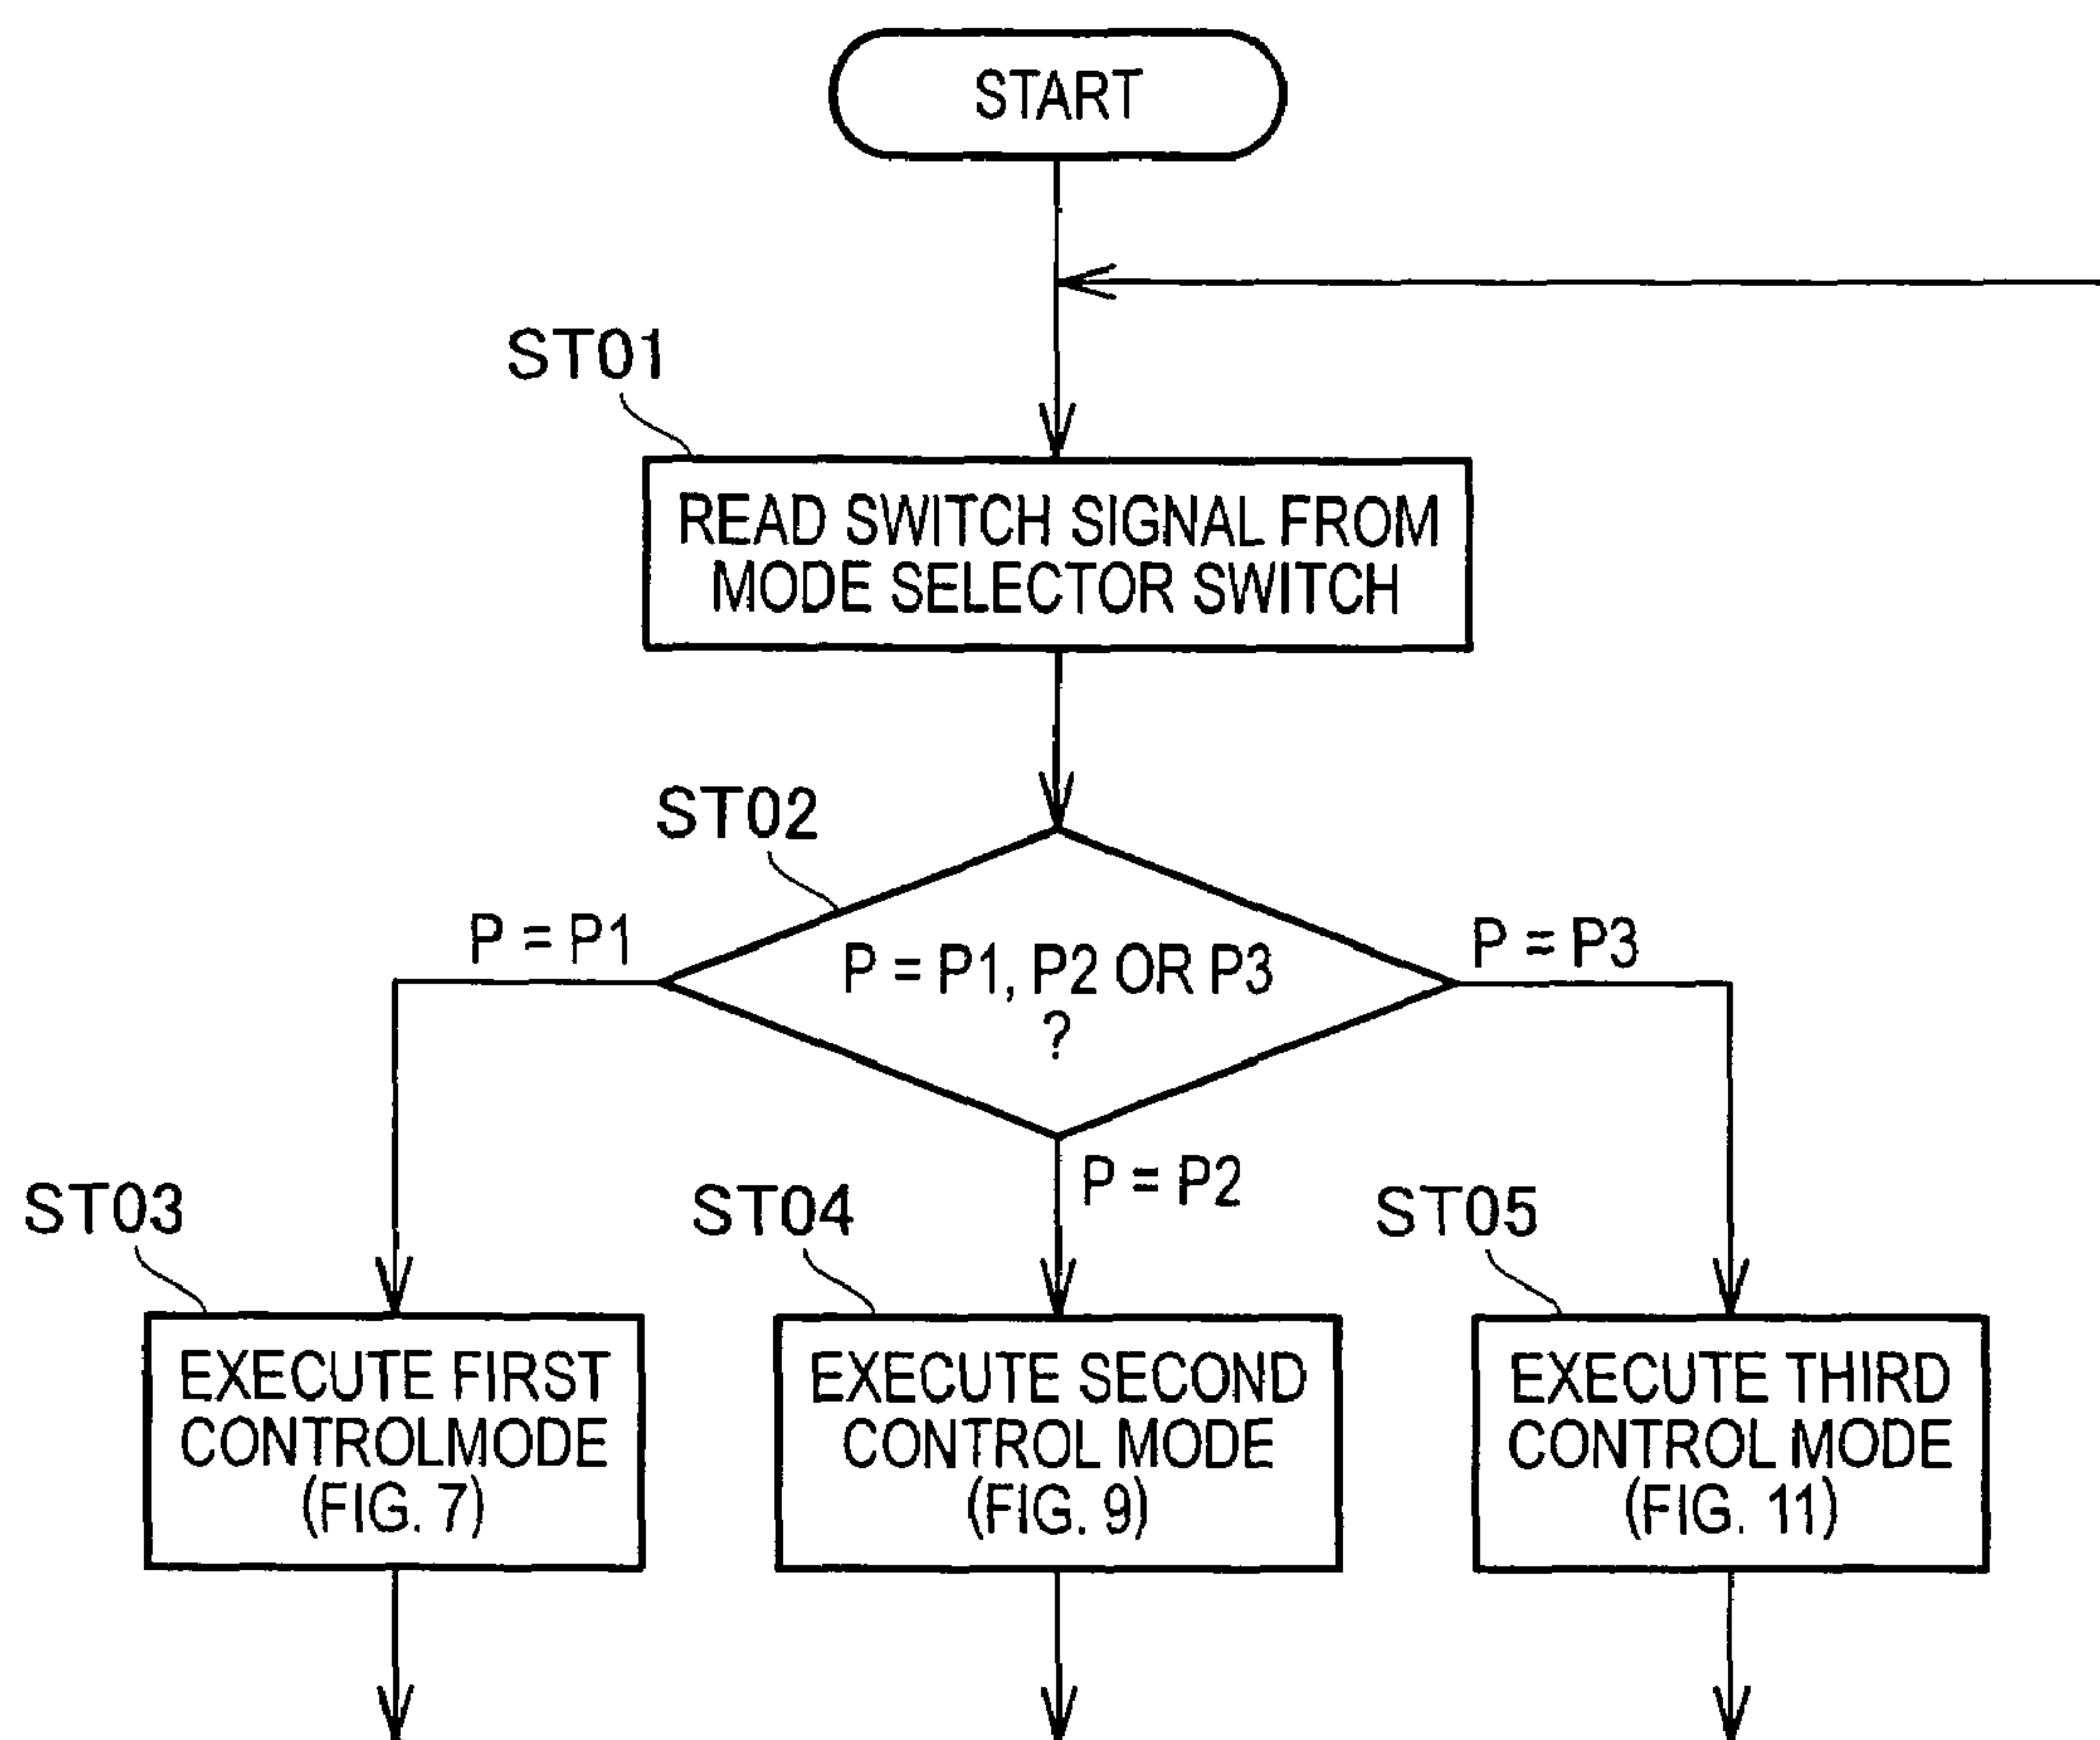 START
ST01
READ SWITCH SIGNAL FROM
MODE SELECTOR SWITCH
ST02
P = P1
P = P1, P2 OR P3
?
P = P3
P = P2
ST03
EXECUTE FIRST
CONTROLMODE
(FIG. 7)
ST04
EXECUTE SECOND
CONTROL MODE
(FIG. 9)
ST05
EXECUTE THIRD
CONTROL MODE
(FIG. 11)